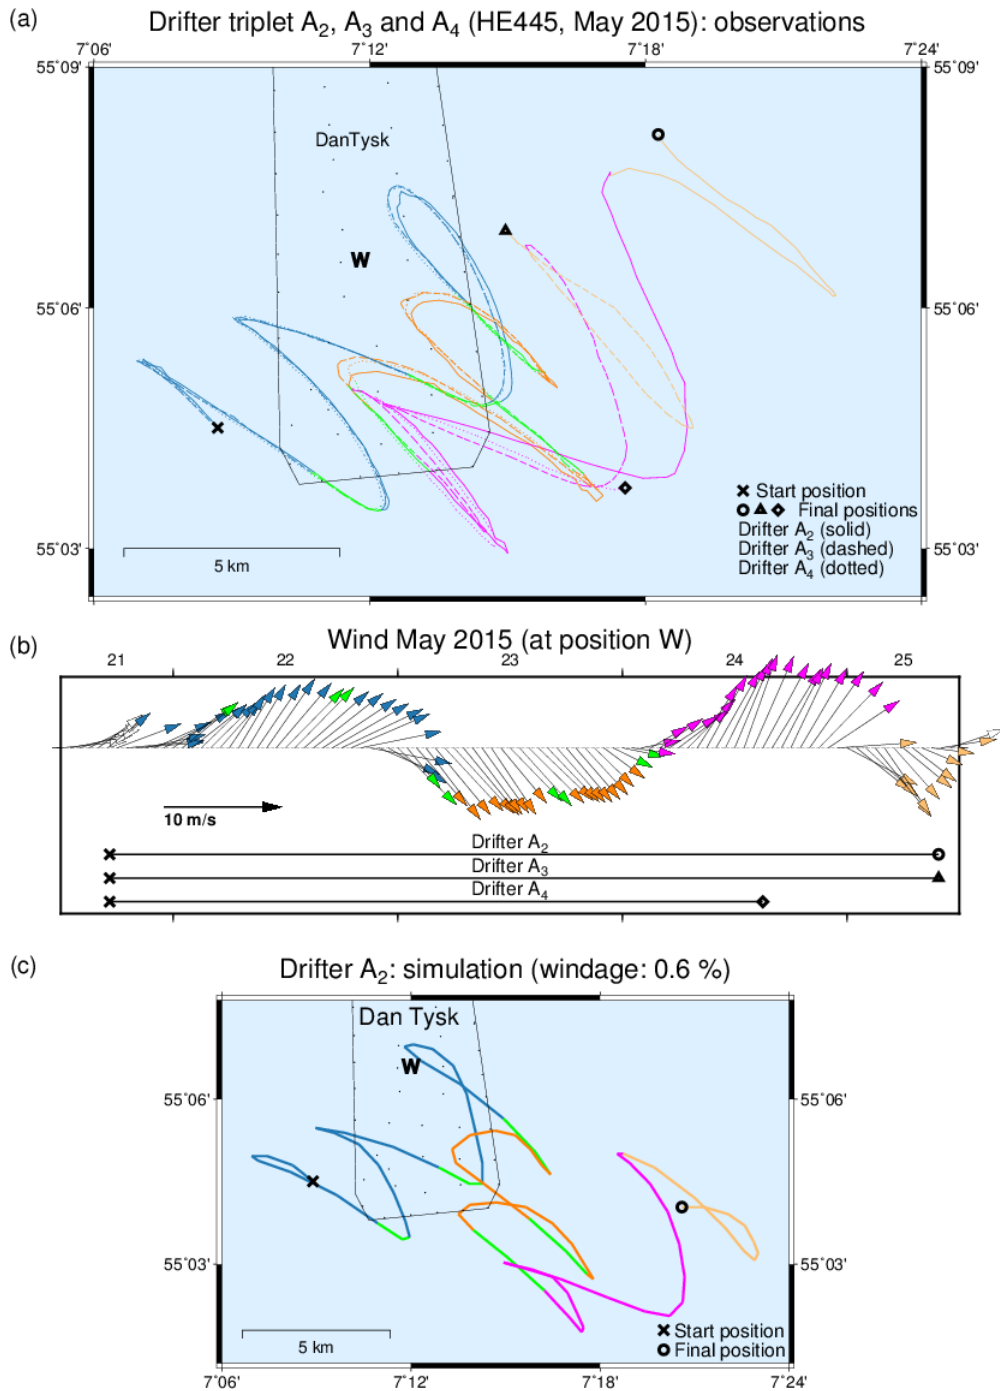 (a)
Drifter triplet A2, A3 and A4 (HE445, May 2015): observations
7°06' 7°12' 7°18' 7°24'
55°09' 55°09'
DanTysk
W
55°06' 55°06'
Start position
Final positions
Drifter A2 (solid)
55°03' Drifter A3 (dashed) 55°03'
Drifter A4 (dotted)
5 km
(b)
Wind May 2015 (at position W)
21 22 23 24 25
10 m/s
Drifter A2
Drifter A3
Drifter A4
(c)
Drifter A2: simulation (windage: 0.6 %)
Dan Tysk
W
55°06' 55°06'
55°03' 55°03'
Start position
5 km Final position
7°06' 7°12' 7°18' 7°24'